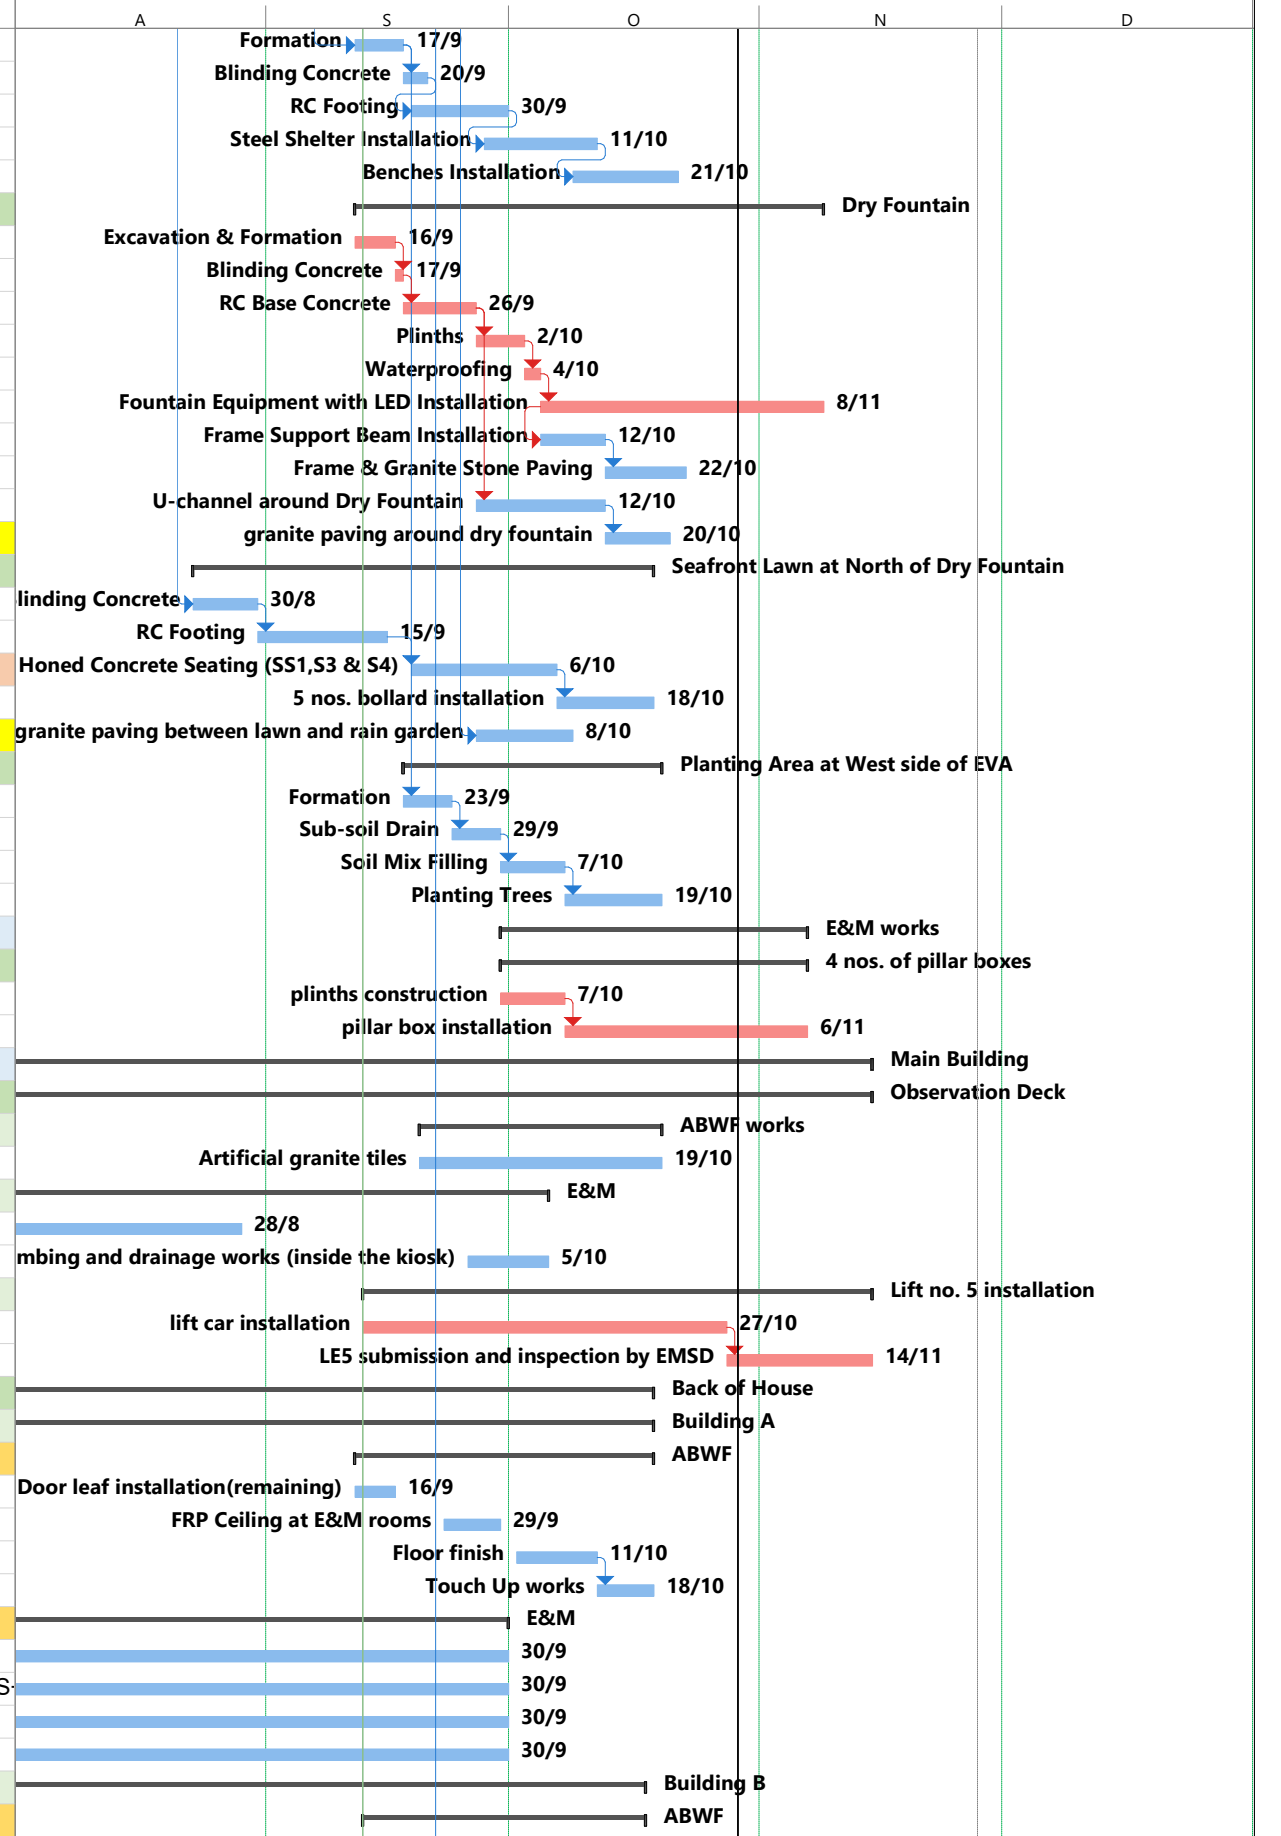 A S O N D
Formation 17/9
Blinding Concrete 20/9
RC Footing 30/9
Steel Shelter Installation 11/10
Benches Installation 21/10
Dry Fountain
Excavation & Formation 16/9
Blinding Concrete 17/9
RC Base Concrete 26/9
Plinths 2/10
Waterproofing 4/10
Fountain Equipment with LED Installation 8/11
Frame Support Beam Installation 12/10
Frame & Granite Stone Paving 22/10
U-channel around Dry Fountain 12/10
granite paving around dry fountain 20/10
Seafront Lawn at North of Dry Fountain
linding Concrete 30/8
RC Footing 15/9
Honed Concrete Seating (SS1,S3 & S4) 6/10
5 nos. bollard installation 18/10
granite paving between lawn and rain garden 8/10
Planting Area at West side of EVA
Formation 23/9
Sub-soil Drain 29/9
Soil Mix Filling 7/10
Planting Trees 19/10
E&M works
4 nos. of pillar boxes
plinths construction 7/10
pillar box installation 6/11
Main Building
Observation Deck
ABWF works
Artificial granite tiles 19/10
E&M
28/8
mbing and drainage works (inside the kiosk) 5/10
Lift no. 5 installation
lift car installation 27/10
LE5 submission and inspection by EMSD 14/11
Back of House
Building A
ABWF
Door leaf installation(remaining) 16/9
FRP Ceiling at E&M rooms 29/9
Floor finish 11/10
Touch Up works 18/10
E&M
30/9
S- 30/9
30/9
30/9
Building B
ABWF